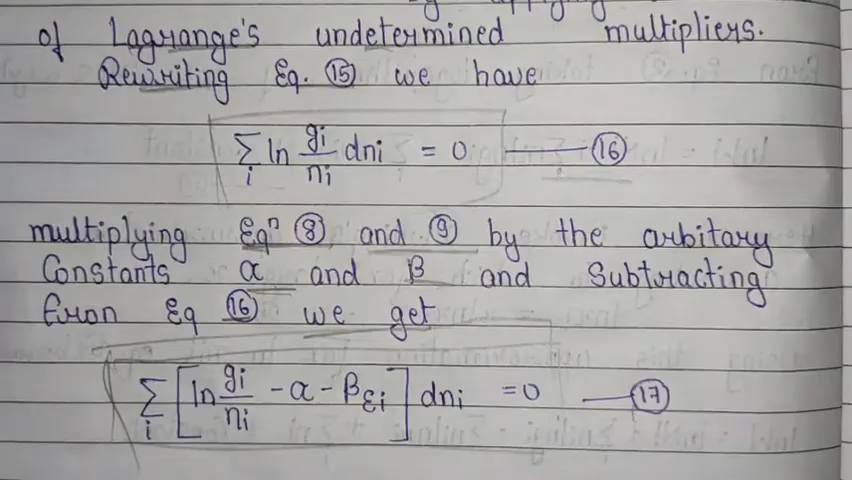 of Lagrange's undetermined multipliers.
Rewriting Eq. ⑮ we have
∑i ln gi/ni dni = 0 —— ⑯
multiplying Eqⁿ ⑧ and ⑨ by the arbitary
Constants α and β and Subtracting
from Eq ⑯ we get
∑i [ln gi/ni - α - βεi] dni = 0 —— ⑰